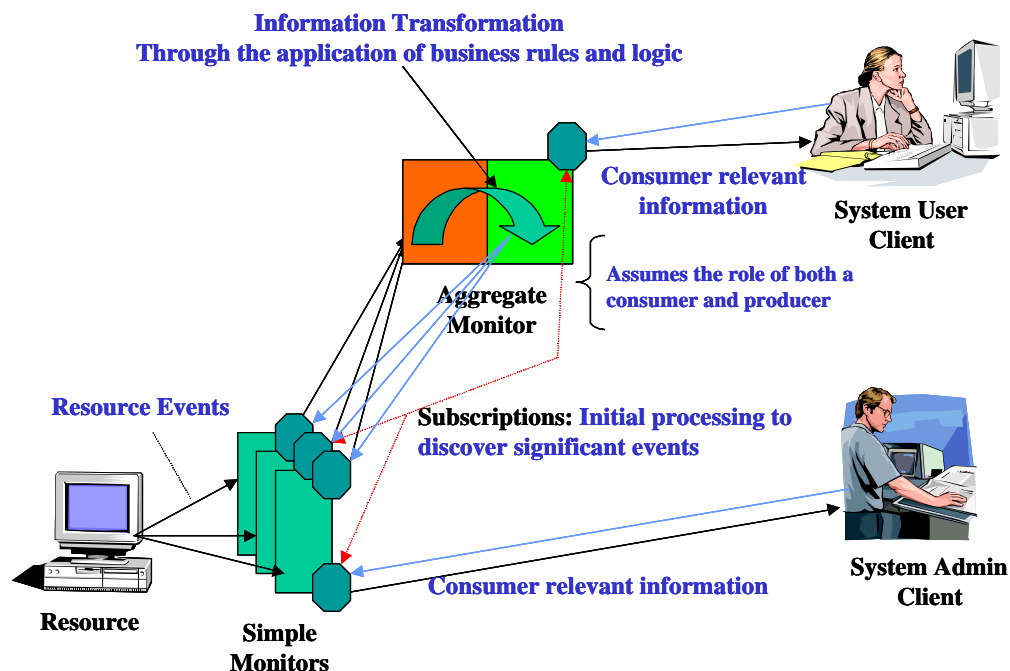 Information Transformation
Through the application of business rules and logic
Consumer relevant
information
System User
Client
Assumes the role of both a
consumer and producer
Aggregate
Monitor
Resource Events
Subscriptions: Initial processing to
discover significant events
System Admin
Client
Consumer relevant information
Resource
Simple
Monitors